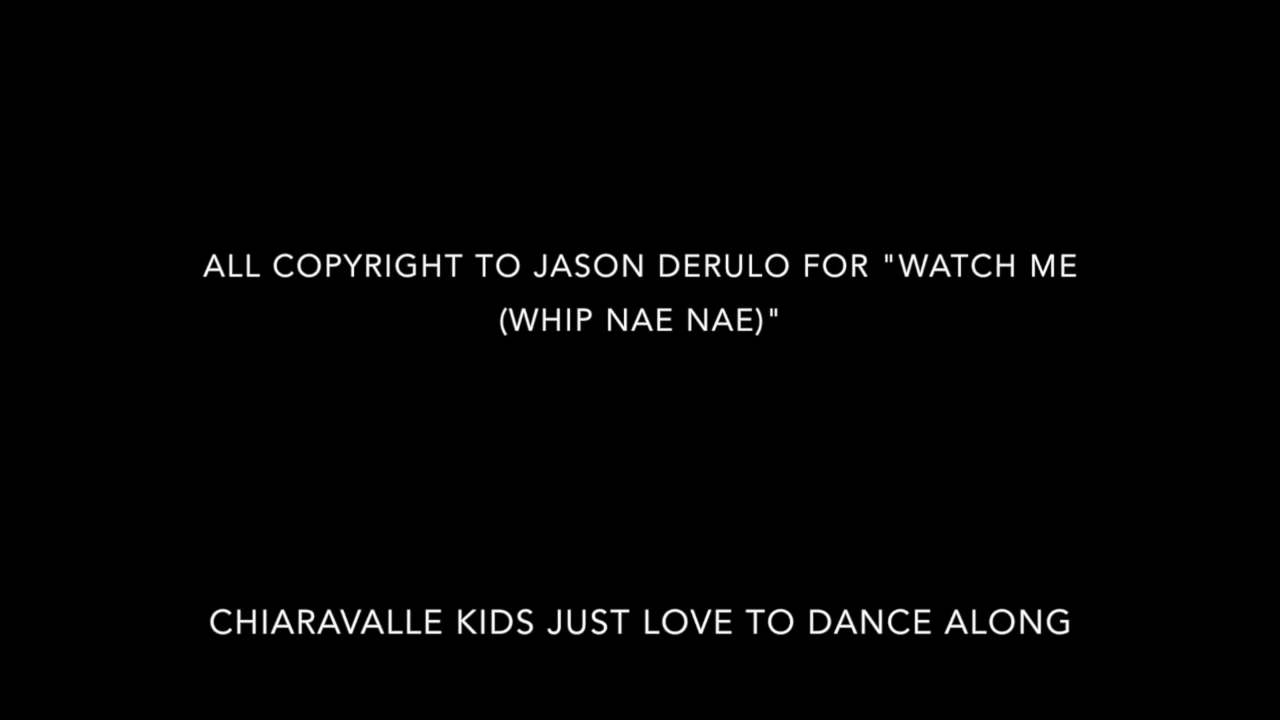 ALL COPYRIGHT TO JASON DERULO FOR "WATCH ME
(WHIP NAE NAE)"
CHIARAVALLE KIDS JUST LOVE TO DANCE ALONG